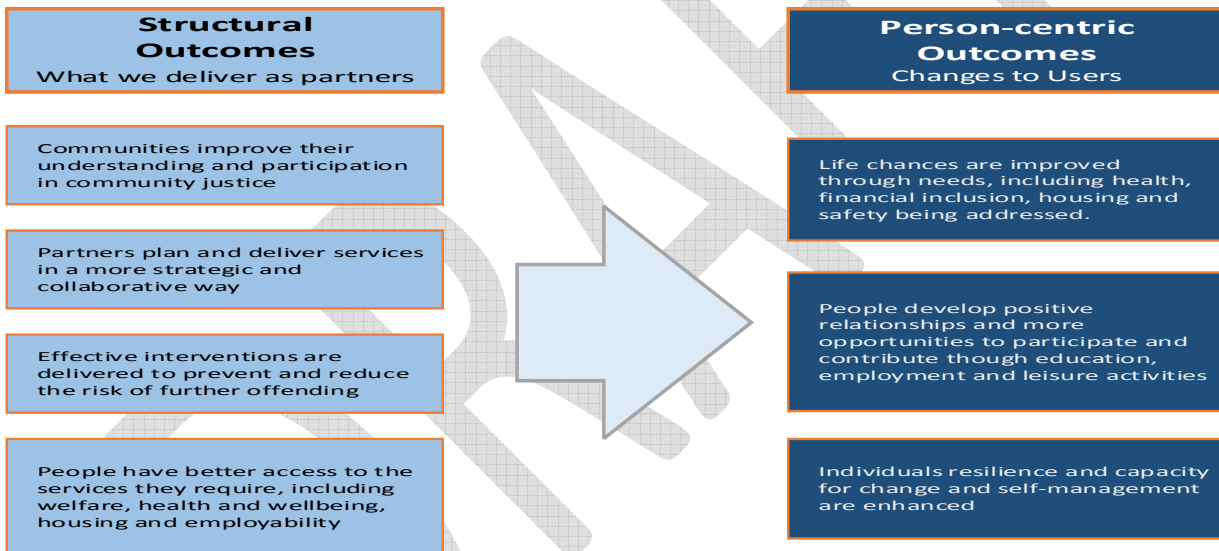 Structural
Outcomes
What we deliver as partners
Communities improve their
understanding and participation
in community justice
Partners plan and deliver services
in a more strategic and
collaborative way
Effective interventions are
delivered to prevent and reduce
the risk of further offending
People have better access to the
services they require, including
welfare, health and wellbeing,
housing and employability
Person-centric
Outcomes
Changes to Users
Life chances are improved
through needs, including health,
financial inclusion, housing and
safety being addressed.
People develop positive
relationships and more
opportunities to participate and
contribute though education,
employment and leisure activities
Individuals resilience and capacity
for change and self-management
are enhanced